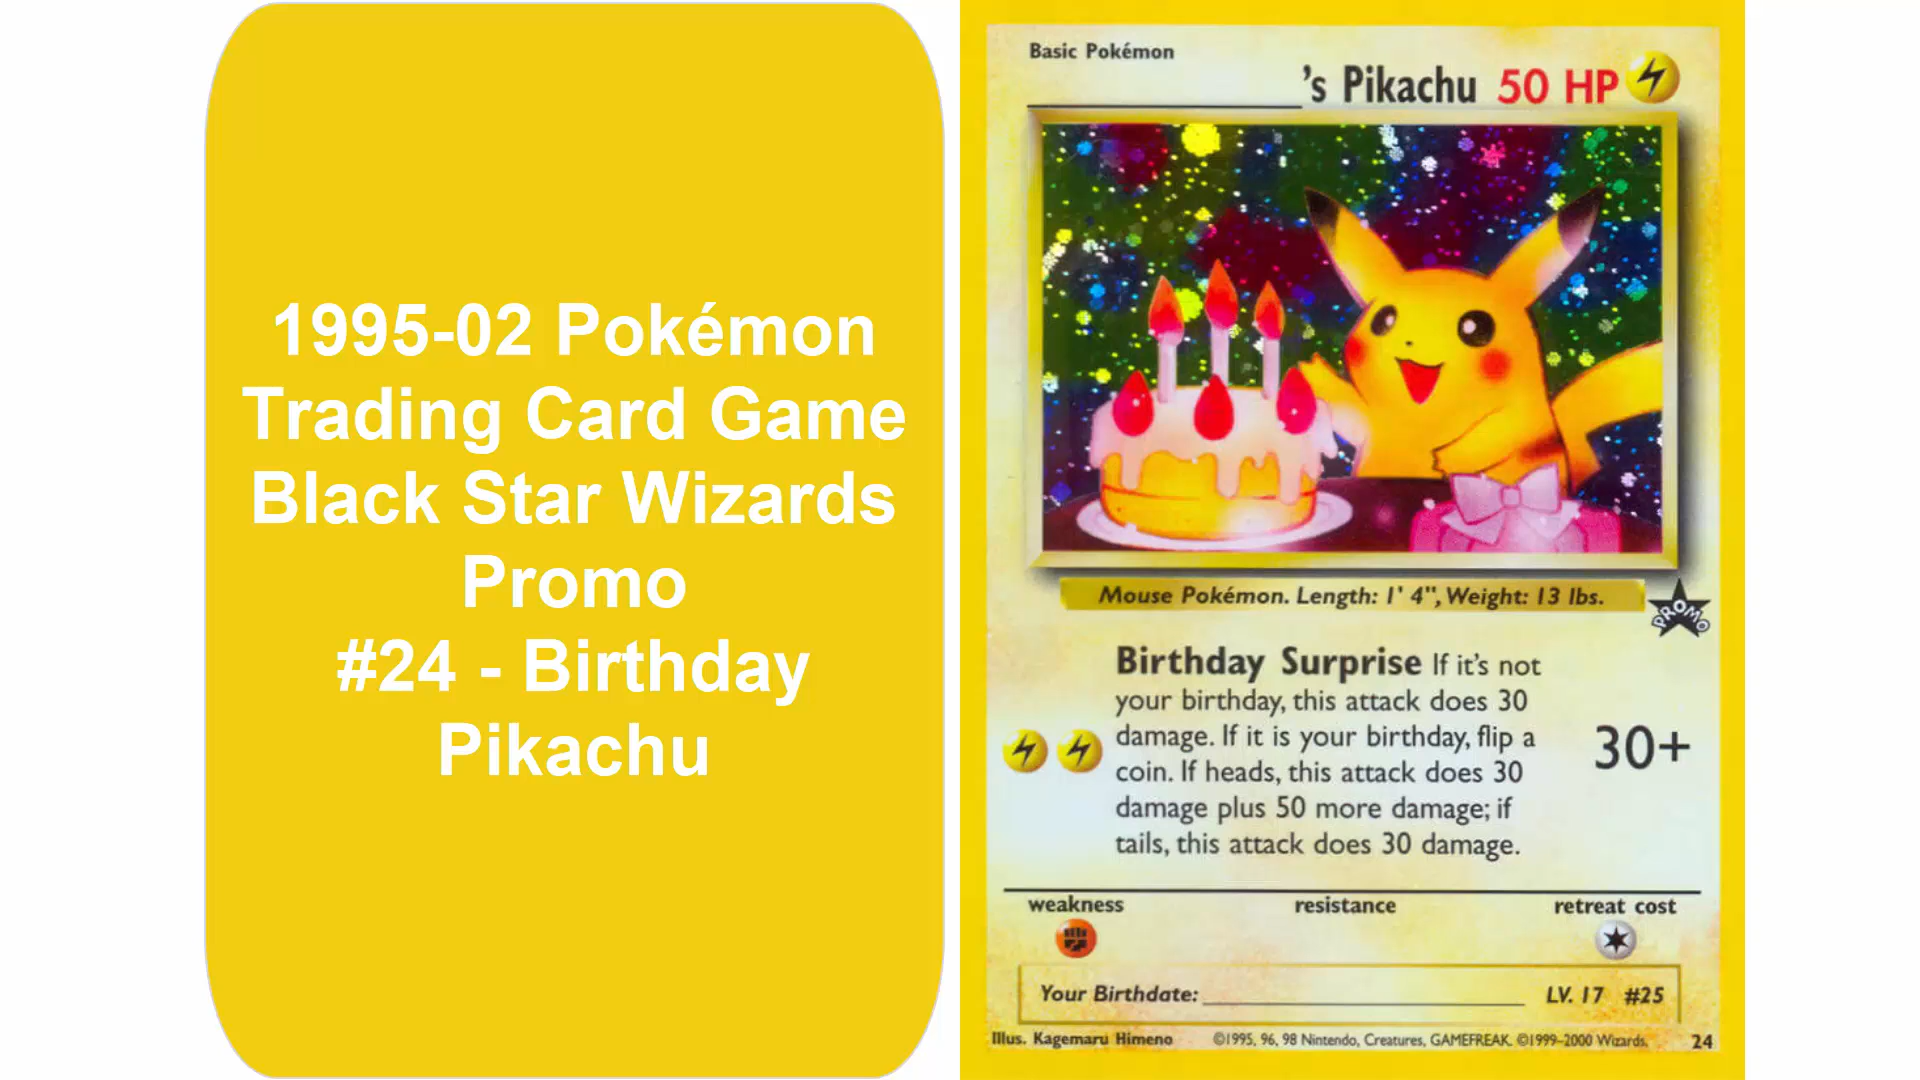 1995-02 Pokémon
Trading Card Game
Black Star Wizards
Promo
#24 - Birthday
Pikachu
Basic Pokémon
's Pikachu 50 HP
Mouse Pokémon. Length: 1' 4", Weight: 13 lbs.
PROMO
Birthday Surprise If it's not
your birthday, this attack does 30
damage. If it is your birthday, flip a
coin. If heads, this attack does 30
damage plus 50 more damage; if
tails, this attack does 30 damage.
30+
weakness resistance retreat cost
Your Birthdate: LV. 17 #25
Illus. Kagemaru Himeno ©1995, 96, 98 Nintendo, Creatures, GAMEFREAK. ©1999-2000 Wizards. 24